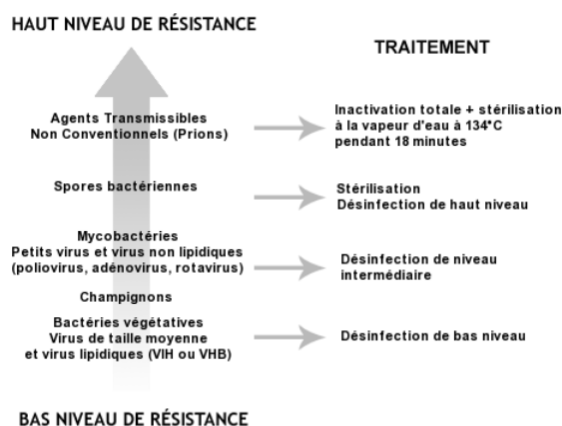 HAUT NIVEAU DE RÉSISTANCE
TRAITEMENT
Agents Transmissibles
Non Conventionnels (Prions)
Inactivation totale + stérilisation
à la vapeur d'eau à 134°C
pendant 18 minutes
Spores bactériennes
Stérilisation
Désinfection de haut niveau
Mycobactéries
Petits virus et virus non lipidiques
(poliovirus, adénovirus, rotavirus)
Désinfection de niveau
intermédiaire
Champignons
Bactéries végétatives
Virus de taille moyenne
et virus lipidiques (VIH ou VHB)
Désinfection de bas niveau
BAS NIVEAU DE RÉSISTANCE